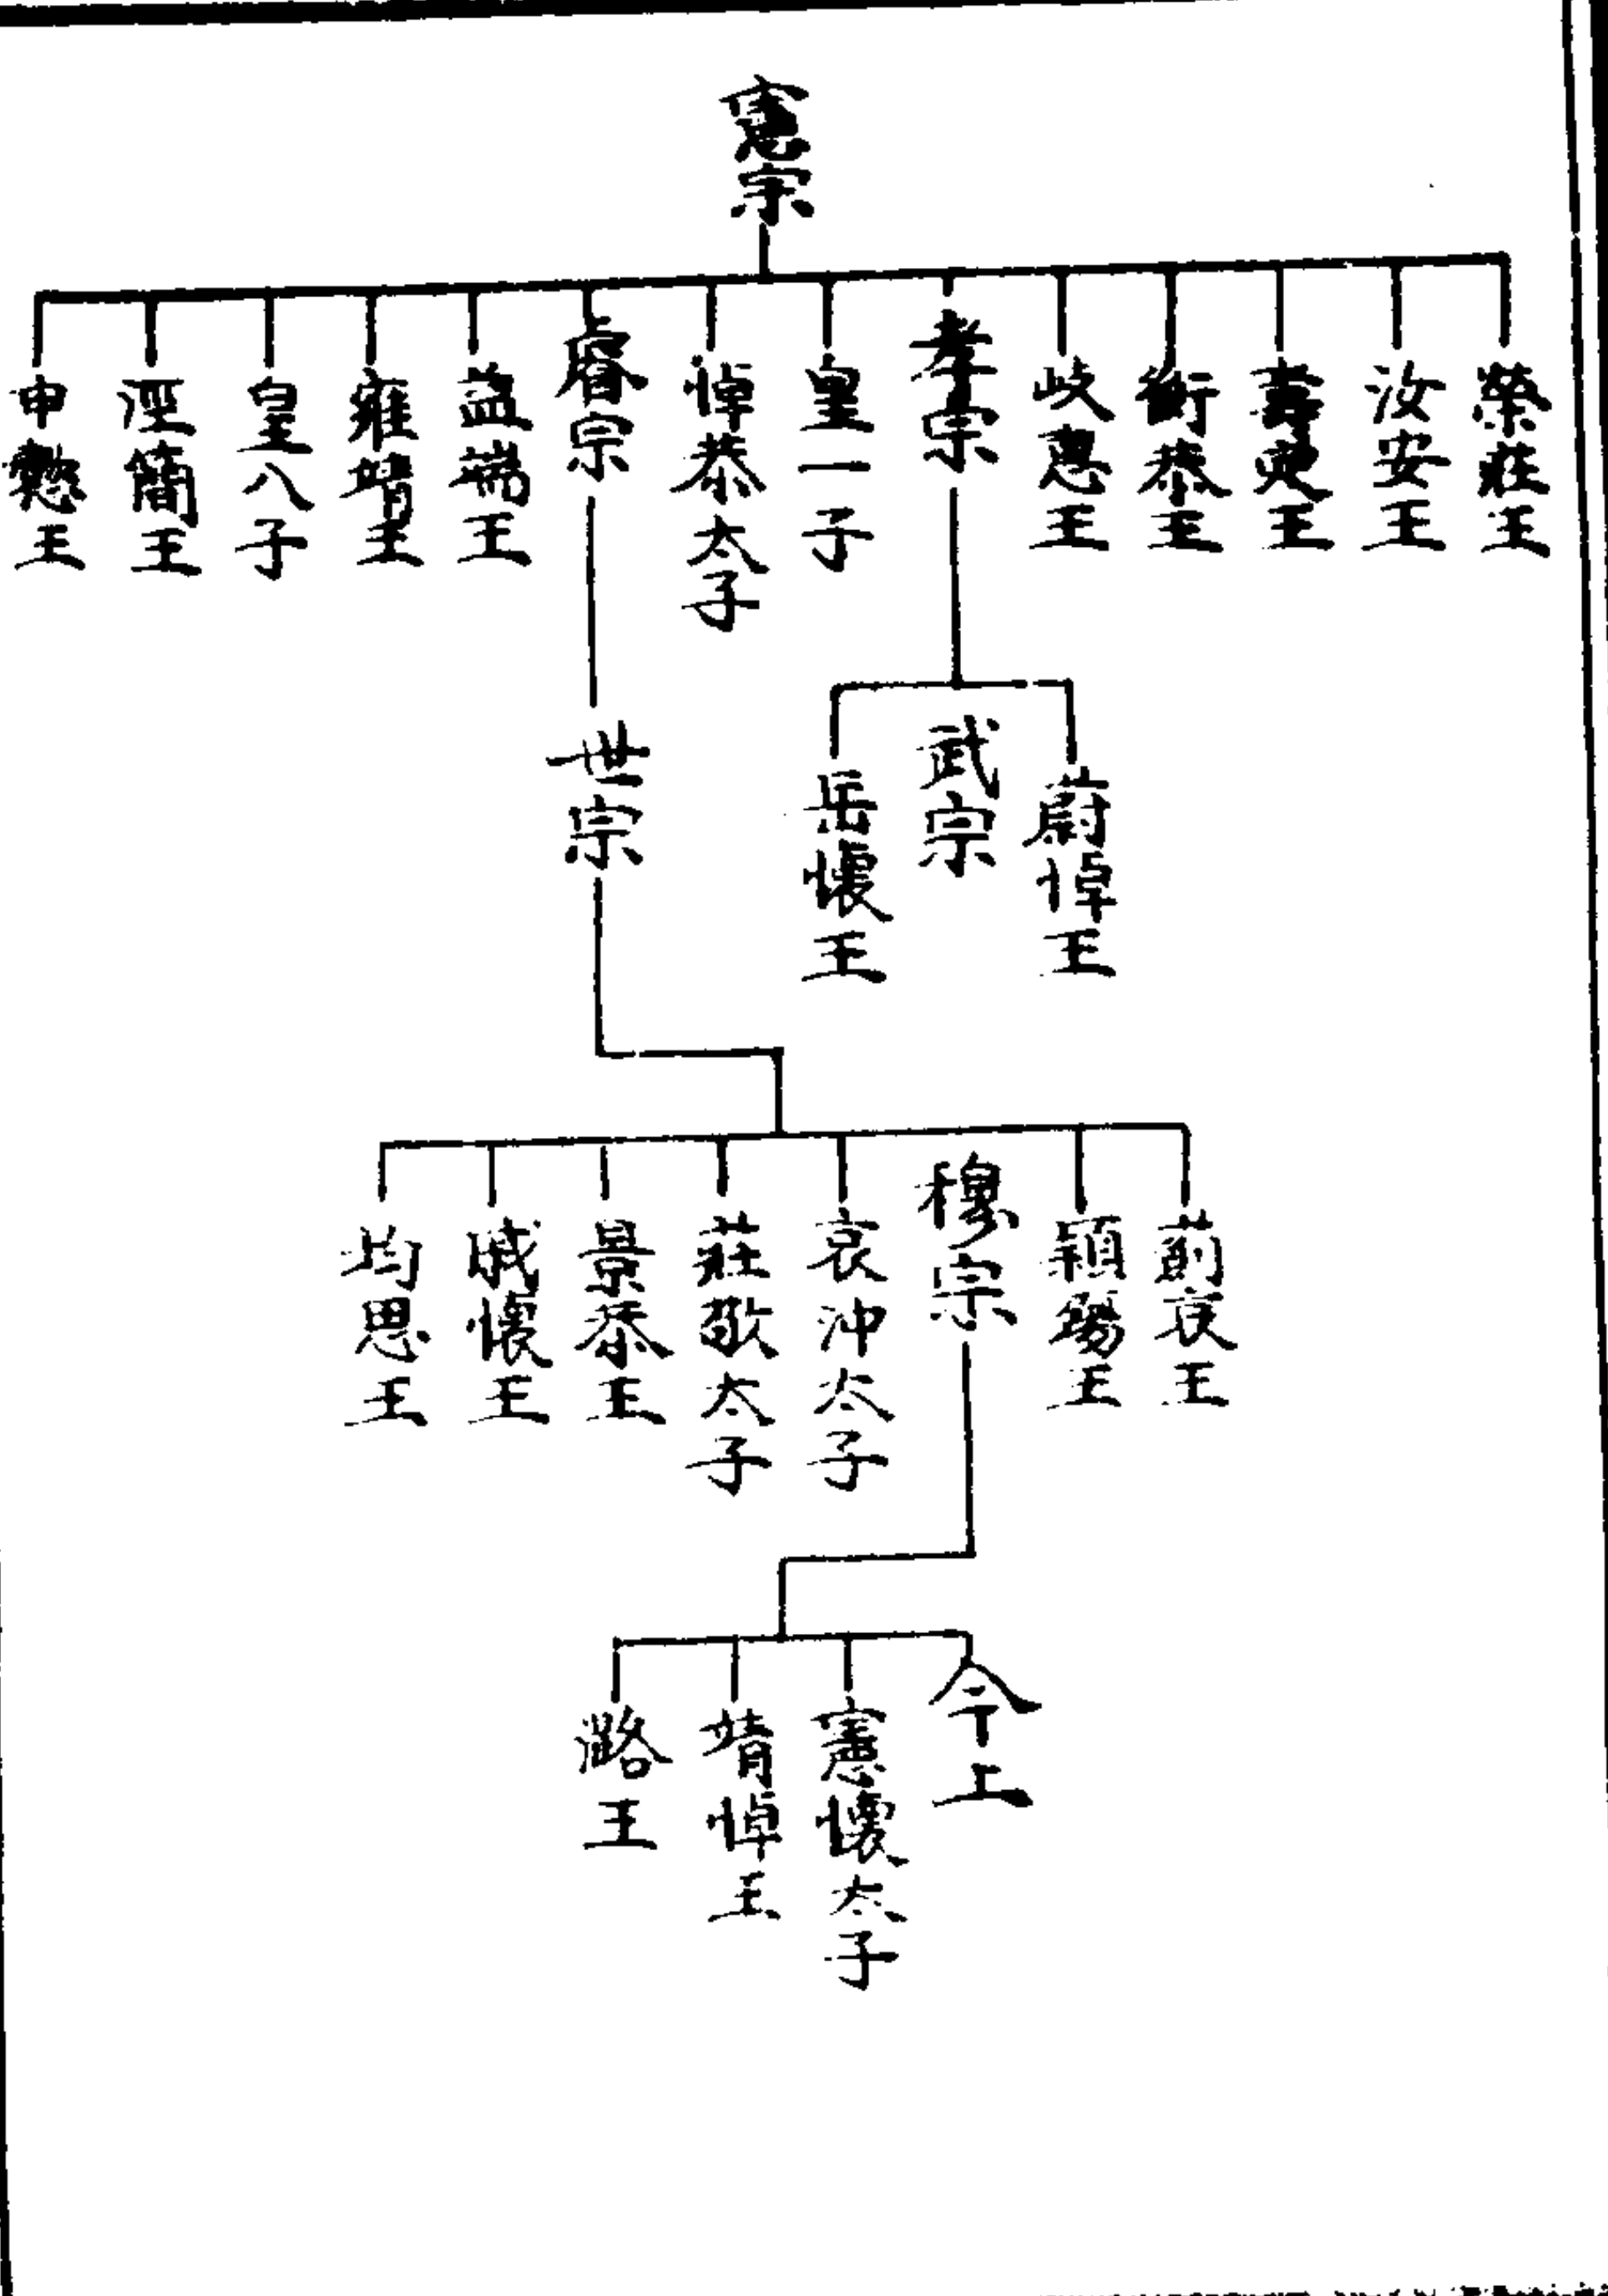 憲宗
榮莊王
汝安王
壽定王
衡恭王
岐惠王
孝宗
皇一子
悼恭太子
睿宗
益端王
雍靖王
皇八子
涇簡王
申懿王
蔚悼王
武宗
岳懷王
世宗
薊哀王
穎殤王
穆宗
哀沖太子
莊敬太子
景恭王
戚懷王
均思王
今上
憲懷太子
靖悼王
潞王